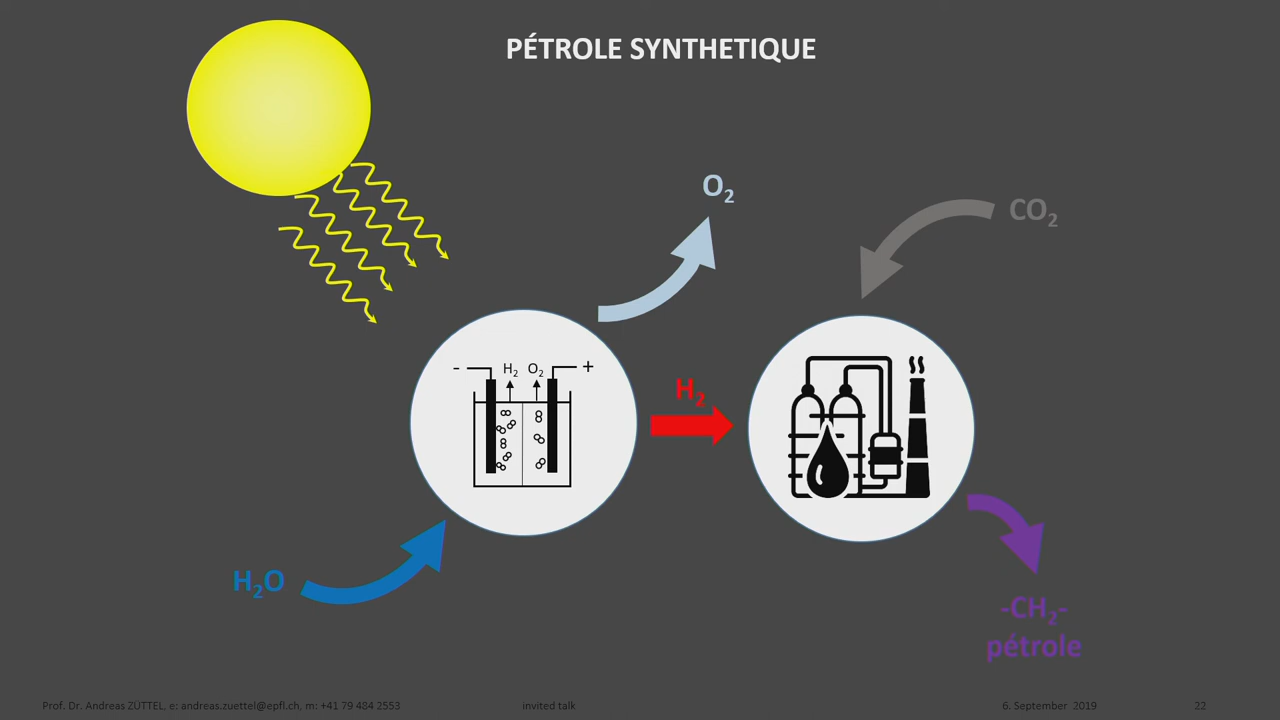 PÉTROLE SYNTHETIQUE
O₂
CO₂
- H₂ O₂ +
H₂
H₂O
-CH₂-
pétrole
Prof. Dr. Andreas ZÜTTEL, e: andreas.zuettel@epfl.ch, m: +41 79 484 2553 invited talk 6. September 2019 22